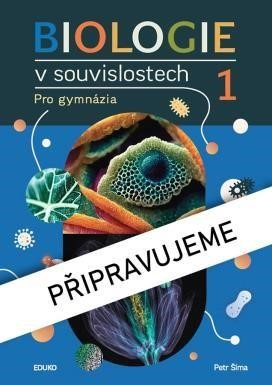 BIOLOGIE
v souvislostech
Pro gymnázia 1
PŘIPRAVUJEME
EDUKO Petr Šíma